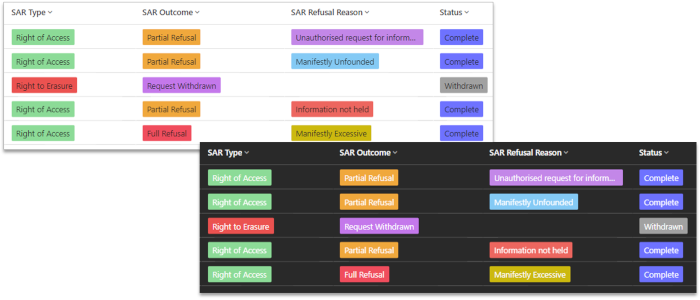 SAR Type SAR Outcome SAR Refusal Reason Status
Right of Access Partial Refusal Unauthorised request for inform... Complete
Right of Access Partial Refusal Manifestly Unfounded Complete
Right to Erasure Request Withdrawn Withdrawn
Right of Access Partial Refusal Information not held Complete
Right of Access Full Refusal Manifestly Excessive Complete
SAR Type SAR Outcome SAR Refusal Reason Status
Right of Access Partial Refusal Unauthorised request for inform... Complete
Right of Access Partial Refusal Manifestly Unfounded Complete
Right to Erasure Request Withdrawn Withdrawn
Right of Access Partial Refusal Information not held Complete
Right of Access Full Refusal Manifestly Excessive Complete